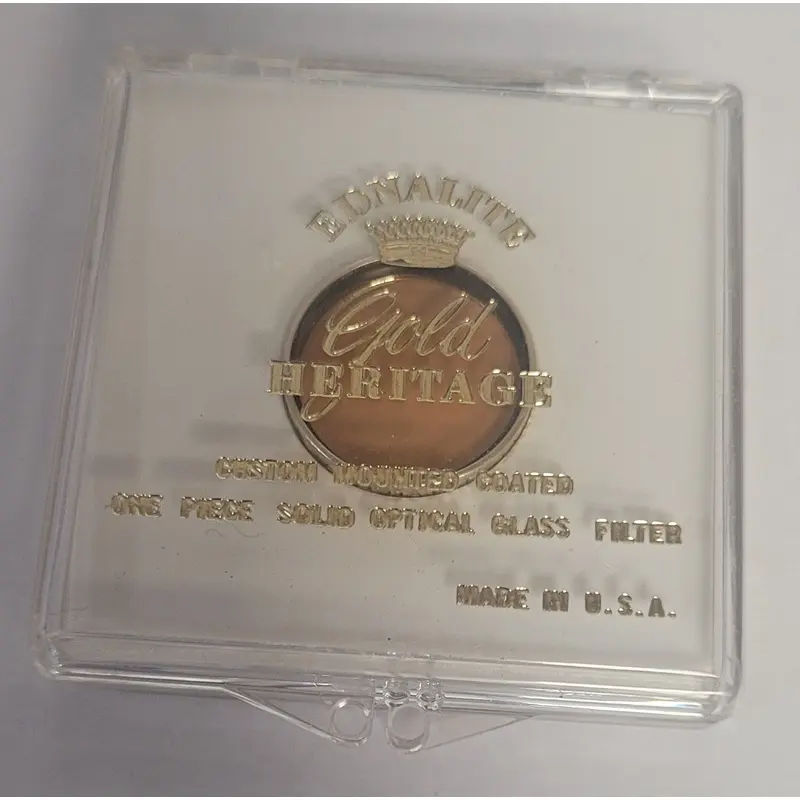 EDNALITE
Gold
HERITAGE
CUSTOM MOUNTED COATED
ONE PIECE SOLID OPTICAL GLASS FILTER
MADE IN U.S.A.